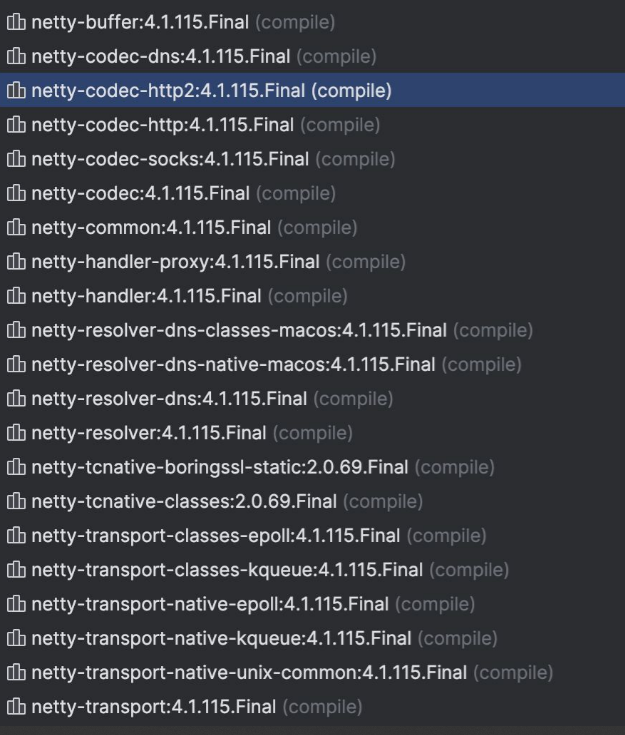 netty-buffer:4.1.115.Final (compile)
netty-codec-dns:4.1.115.Final (compile)
netty-codec-http2:4.1.115.Final (compile)
netty-codec-http:4.1.115.Final (compile)
netty-codec-socks:4.1.115.Final (compile)
netty-codec:4.1.115.Final (compile)
netty-common:4.1.115.Final (compile)
netty-handler-proxy:4.1.115.Final (compile)
netty-handler:4.1.115.Final (compile)
netty-resolver-dns-classes-macos:4.1.115.Final (compile)
netty-resolver-dns-native-macos:4.1.115.Final (compile)
netty-resolver-dns:4.1.115.Final (compile)
netty-resolver:4.1.115.Final (compile)
netty-tcnative-boringssl-static:2.0.69.Final (compile)
netty-tcnative-classes:2.0.69.Final (compile)
netty-transport-classes-epoll:4.1.115.Final (compile)
netty-transport-classes-kqueue:4.1.115.Final (compile)
netty-transport-native-epoll:4.1.115.Final (compile)
netty-transport-native-kqueue:4.1.115.Final (compile)
netty-transport-native-unix-common:4.1.115.Final (compile)
netty-transport:4.1.115.Final (compile)